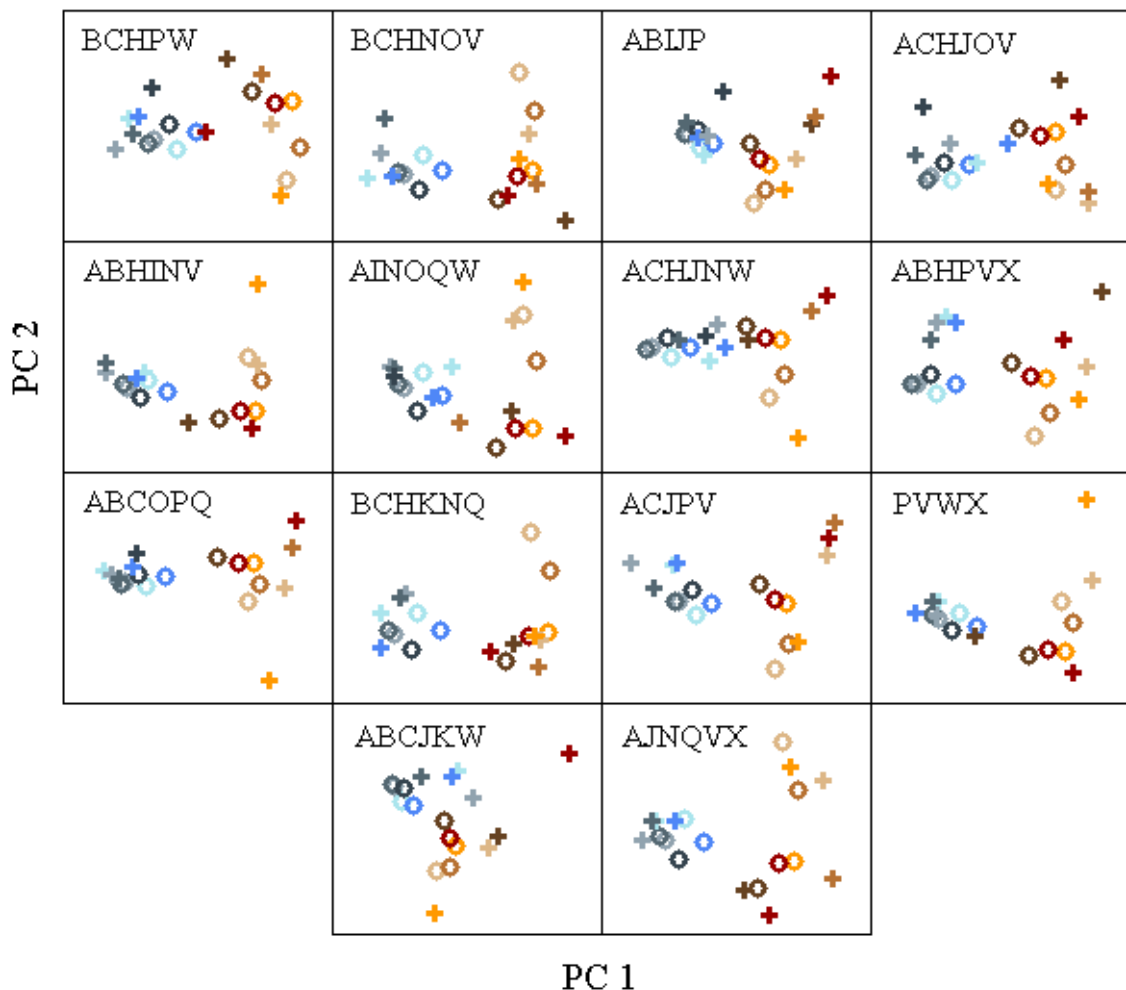 BCHPW
BCHNOV
ABIJP
ACHJOV
ABHINV
AINOQW
ACHJNW
ABHPVX
PC 2
ABCOPQ
BCHKNQ
ACJPV
PVWX
ABCJKW
AJNQVX
PC 1